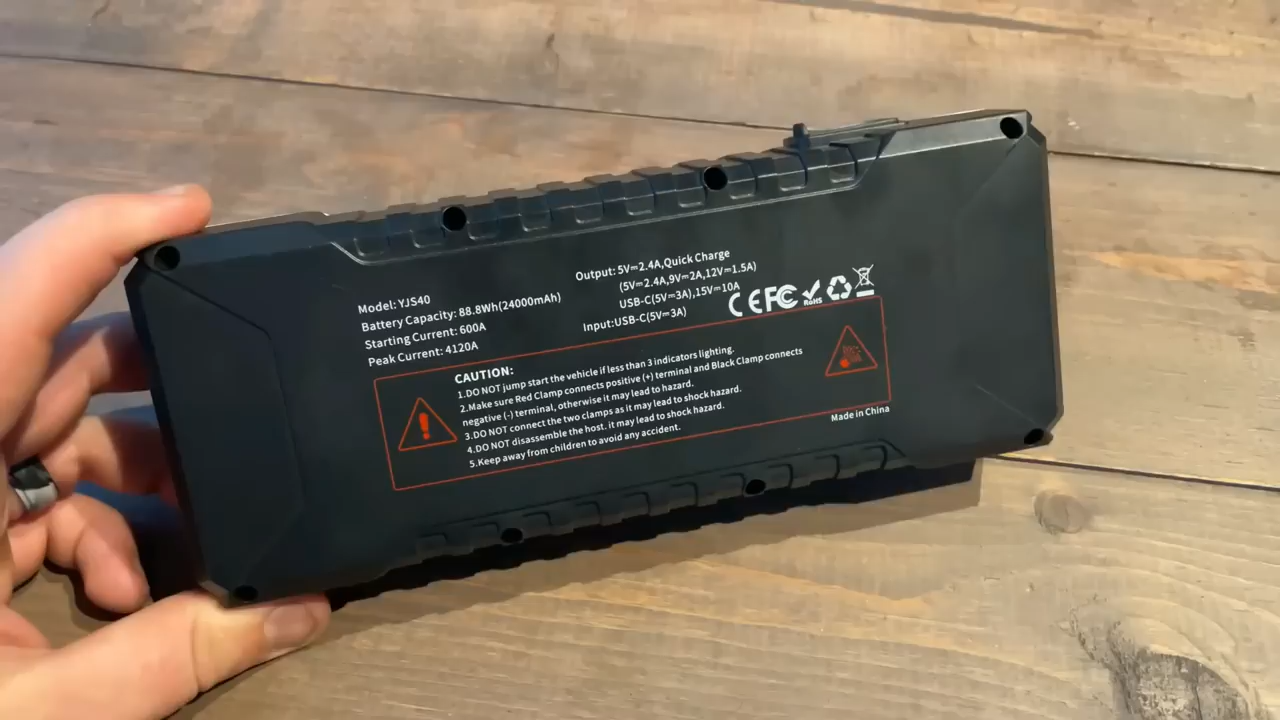 Model: YJS40
Battery Capacity: 88.8Wh(24000mAh)
Starting Current: 600A
Peak Current: 4120A
Output: 5V⎓2.4A,Quick Charge
(5V⎓2.4A,9V⎓2A,12V⎓1.5A)
USB-C(5V⎓3A),15V⎓10A
Input:USB-C(5V⎓3A)
CE FC RoHS
CAUTION:
1.DO NOT jump start the vehicle if less than 3 indicators lighting.
2.Make sure Red Clamp connects positive (+) terminal and Black Clamp connects
negative (-) terminal, otherwise it may lead to hazard.
3.DO NOT connect the two clamps as it may lead to shock hazard.
4.DO NOT disassemble the host. it may lead to shock hazard.
5.Keep away from children to avoid any accident.
Made in China